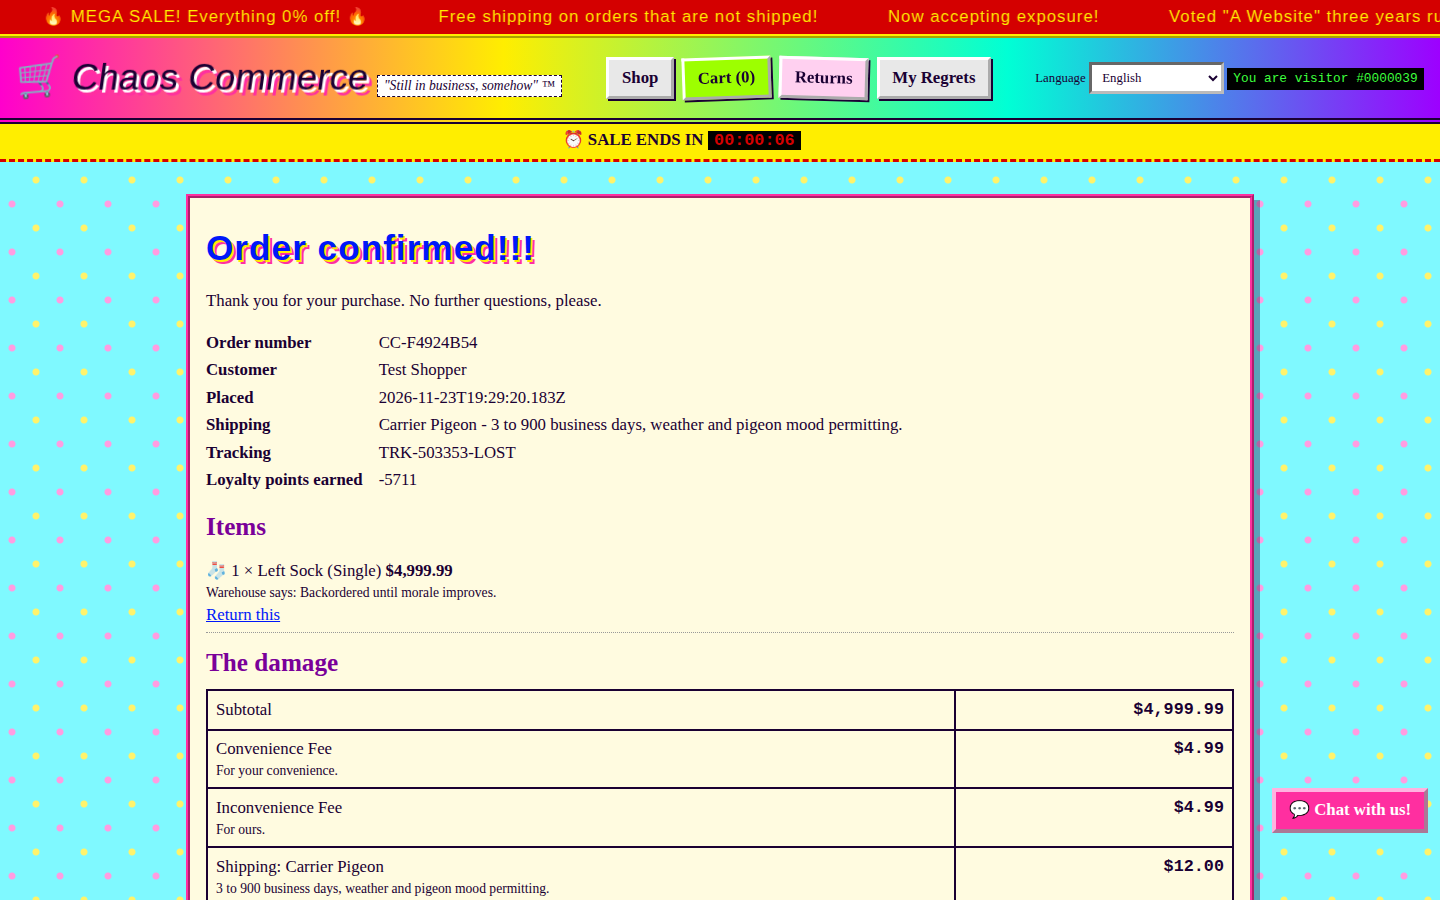 🔥 MEGA SALE! Everything 0% off! 🔥 Free shipping on orders that are not shipped! Now accepting exposure! Voted "A Website" three years
🛒 Chaos Commerce "Still in business, somehow" ™ Shop Cart (0) Returns My Regrets Language English You are visitor #0000039
⏰ SALE ENDS IN 00:00:06
Order confirmed!!!
Thank you for your purchase. No further questions, please.
Order number CC-F4924B54
Customer Test Shopper
Placed 2026-11-23T19:29:20.183Z
Shipping Carrier Pigeon - 3 to 900 business days, weather and pigeon mood permitting.
Tracking TRK-503353-LOST
Loyalty points earned -5711
Items
🧦 1 × Left Sock (Single) $4,999.99
Warehouse says: Backordered until morale improves.
Return this
The damage
Subtotal $4,999.99
Convenience Fee $4.99
For your convenience.
Inconvenience Fee $4.99
For ours.
💬 Chat with us!
Shipping: Carrier Pigeon $12.00
3 to 900 business days, weather and pigeon mood permitting.